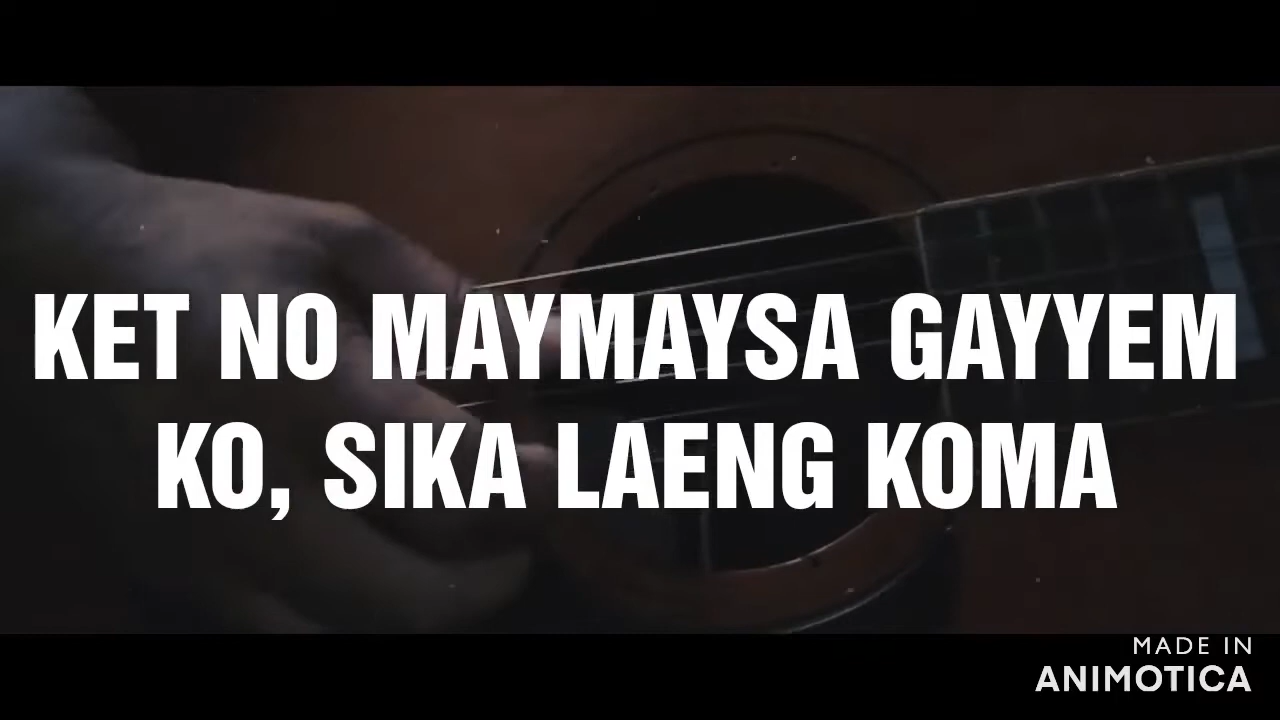 KET NO MAYMAYSA GAYYEM
KO, SIKA LAENG KOMA
MADE IN
ANIMOTICA